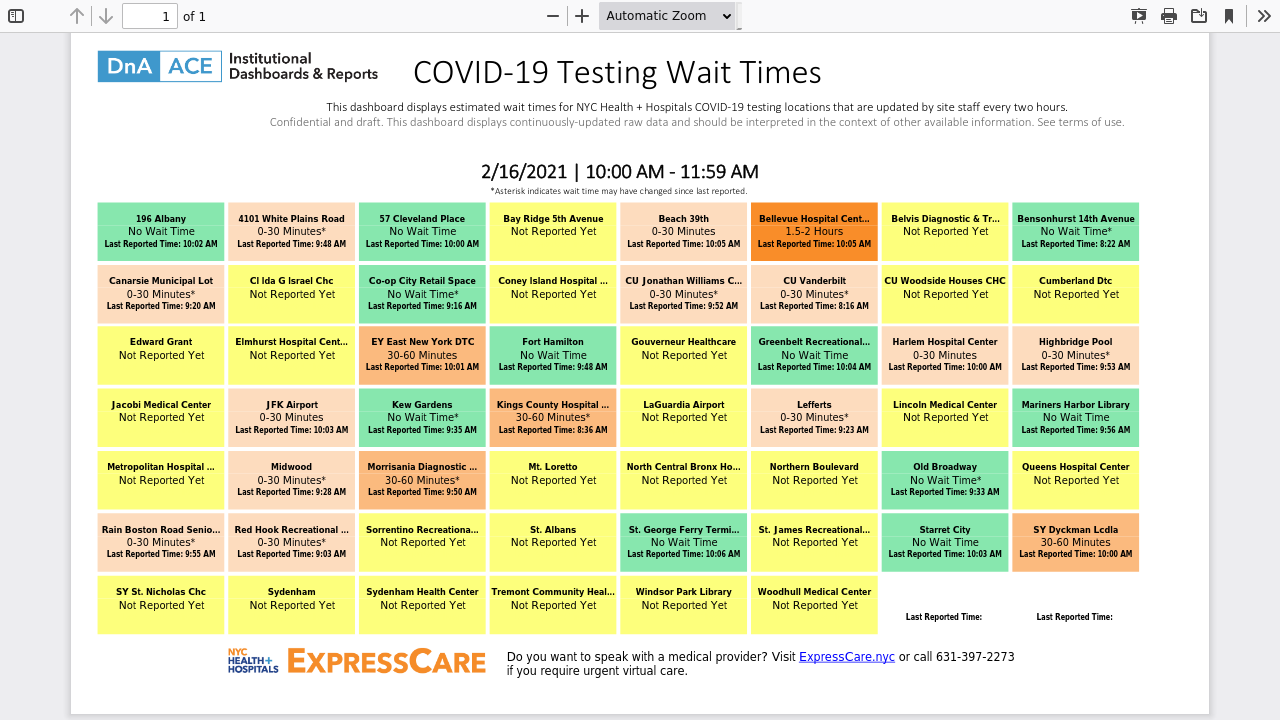 1 of 1 Automatic Zoom
DnA ACE Institutional Dashboards & Reports
COVID-19 Testing Wait Times
This dashboard displays estimated wait times for NYC Health + Hospitals COVID-19 testing locations that are updated by site staff every two hours.
Confidential and draft. This dashboard displays continuously-updated raw data and should be interpreted in the context of other available information. See terms of use.
2/16/2021 | 10:00 AM - 11:59 AM
*Asterisk indicates wait time may have changed since last reported.
196 Albany
No Wait Time
Last Reported Time: 10:02 AM
4101 White Plains Road
0-30 Minutes*
Last Reported Time: 9:48 AM
57 Cleveland Place
No Wait Time
Last Reported Time: 10:00 AM
Bay Ridge 5th Avenue
Not Reported Yet
Beach 39th
0-30 Minutes
Last Reported Time: 10:05 AM
Bellevue Hospital Cent...
1.5-2 Hours
Last Reported Time: 10:05 AM
Belvis Diagnostic & Tr...
Not Reported Yet
Bensonhurst 14th Avenue
No Wait Time*
Last Reported Time: 8:22 AM
Canarsie Municipal Lot
0-30 Minutes*
Last Reported Time: 9:20 AM
CI Ida G Israel Chc
Not Reported Yet
Co-op City Retail Space
No Wait Time*
Last Reported Time: 9:16 AM
Coney Island Hospital ...
Not Reported Yet
CU Jonathan Williams C...
0-30 Minutes*
Last Reported Time: 9:52 AM
CU Vanderbilt
0-30 Minutes*
Last Reported Time: 8:16 AM
CU Woodside Houses CHC
Not Reported Yet
Cumberland Dtc
Not Reported Yet
Edward Grant
Not Reported Yet
Elmhurst Hospital Cent...
Not Reported Yet
EY East New York DTC
30-60 Minutes
Last Reported Time: 10:01 AM
Fort Hamilton
No Wait Time
Last Reported Time: 9:48 AM
Gouverneur Healthcare
Not Reported Yet
Greenbelt Recreational...
No Wait Time
Last Reported Time: 10:04 AM
Harlem Hospital Center
0-30 Minutes
Last Reported Time: 10:00 AM
Highbridge Pool
0-30 Minutes*
Last Reported Time: 9:53 AM
Jacobi Medical Center
Not Reported Yet
JFK Airport
0-30 Minutes
Last Reported Time: 10:03 AM
Kew Gardens
No Wait Time*
Last Reported Time: 9:35 AM
Kings County Hospital ...
30-60 Minutes*
Last Reported Time: 8:36 AM
LaGuardia Airport
Not Reported Yet
Lefferts
0-30 Minutes*
Last Reported Time: 9:23 AM
Lincoln Medical Center
Not Reported Yet
Mariners Harbor Library
No Wait Time
Last Reported Time: 9:56 AM
Metropolitan Hospital ...
Not Reported Yet
Midwood
0-30 Minutes*
Last Reported Time: 9:28 AM
Morrisania Diagnostic ...
30-60 Minutes*
Last Reported Time: 9:50 AM
Mt. Loretto
Not Reported Yet
North Central Bronx Ho...
Not Reported Yet
Northern Boulevard
Not Reported Yet
Old Broadway
No Wait Time*
Last Reported Time: 9:33 AM
Queens Hospital Center
Not Reported Yet
Rain Boston Road Senio...
0-30 Minutes*
Last Reported Time: 9:55 AM
Red Hook Recreational ...
0-30 Minutes*
Last Reported Time: 9:03 AM
Sorrentino Recreationa...
Not Reported Yet
St. Albans
Not Reported Yet
St. George Ferry Termi...
No Wait Time
Last Reported Time: 10:06 AM
St. James Recreational...
Not Reported Yet
Starret City
No Wait Time
Last Reported Time: 10:03 AM
SY Dyckman Lcdla
30-60 Minutes
Last Reported Time: 10:00 AM
SY St. Nicholas Chc
Not Reported Yet
Sydenham
Not Reported Yet
Sydenham Health Center
Not Reported Yet
Tremont Community Heal...
Not Reported Yet
Windsor Park Library
Not Reported Yet
Woodhull Medical Center
Not Reported Yet
Last Reported Time:
Last Reported Time:
NYC HEALTH+ HOSPITALS
EXPRESSCARE
Do you want to speak with a medical provider? Visit ExpressCare.nyc or call 631-397-2273
if you require urgent virtual care.